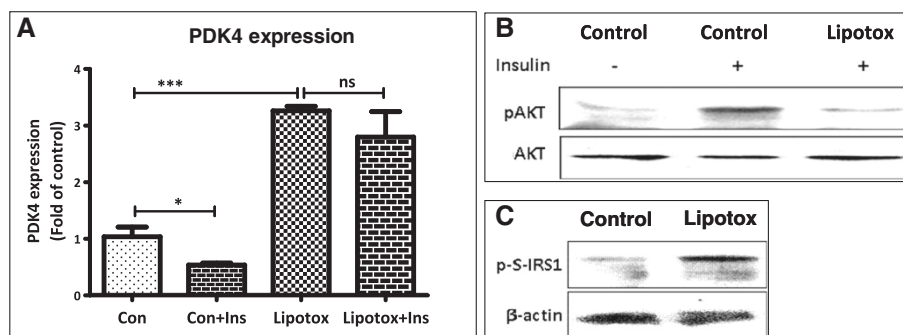 A
PDK4 expression
PDK4 expression
(Fold of control)
4
3
2
1
0
***
ns
*
Con
Con+Ins
Lipotox
Lipotox+Ins
B
Control Control Lipotox
Insulin - + +
pAKT
AKT
C
Control Lipotox
p-S-IRS1
β-actin